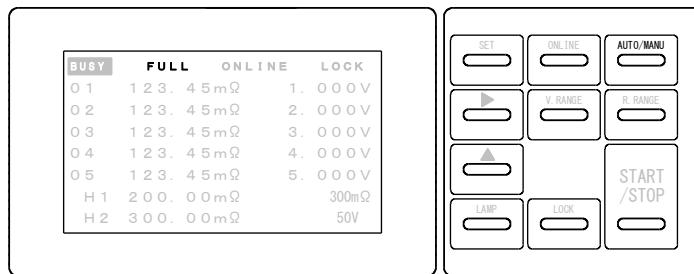 BUSY FULL ONLINE LOCK
01 123. 45mΩ 1. 000V
02 123. 45mΩ 2. 000V
03 123. 45mΩ 3. 000V
04 123. 45mΩ 4. 000V
05 123. 45mΩ 5. 000V
H1 200. 00mΩ 300mΩ
H2 300. 00mΩ 50V
SET ONLINE AUTO/MANU
V.RANGE R.RANGE
START
/STOP
LAMP LOCK